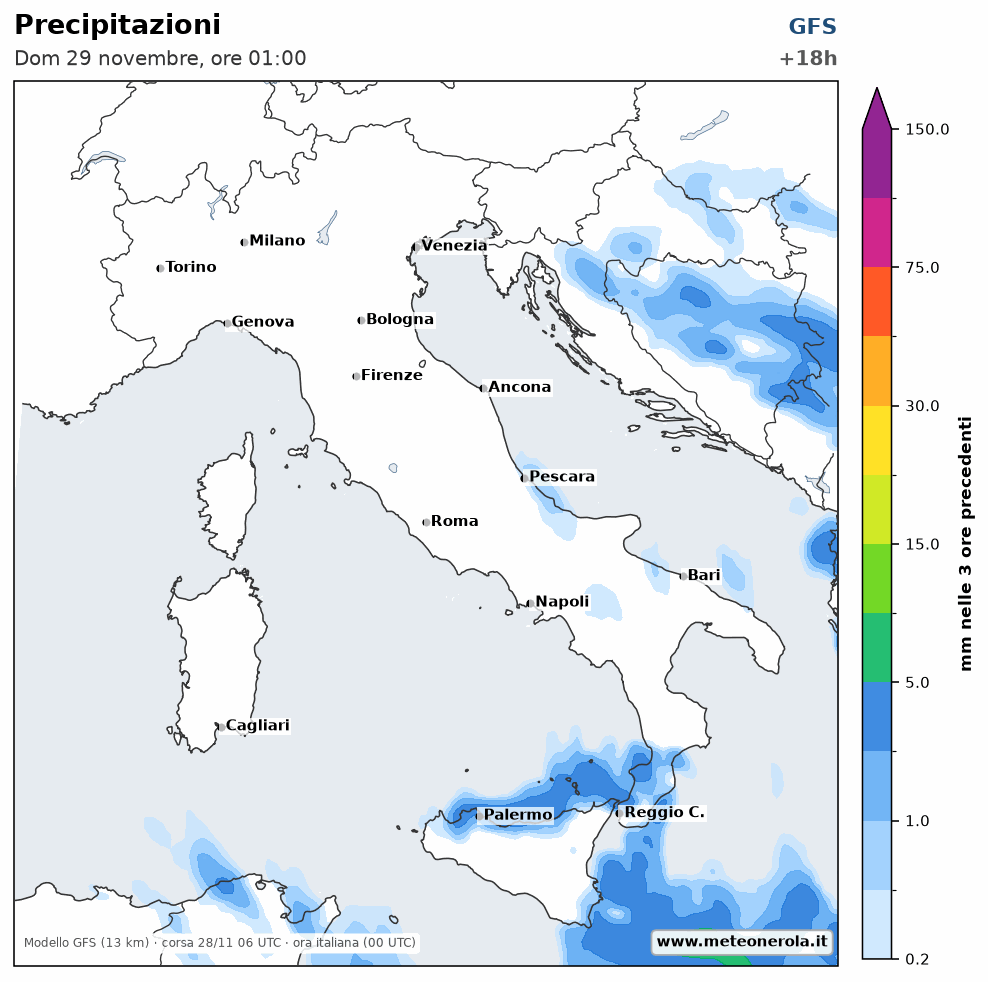 Precipitazioni
GFS
Dom 29 novembre, ore 01:00
+18h
150.0
75.0
30.0
15.0
5.0
1.0
0.2
mm nelle 3 ore precedenti
Milano
Venezia
Torino
Genova
Bologna
Firenze
Ancona
Pescara
Roma
Bari
Napoli
Cagliari
Palermo
Reggio C.
Modello GFS (13 km) · corsa 28/11 06 UTC · ora italiana (00 UTC)
www.meteonerola.it